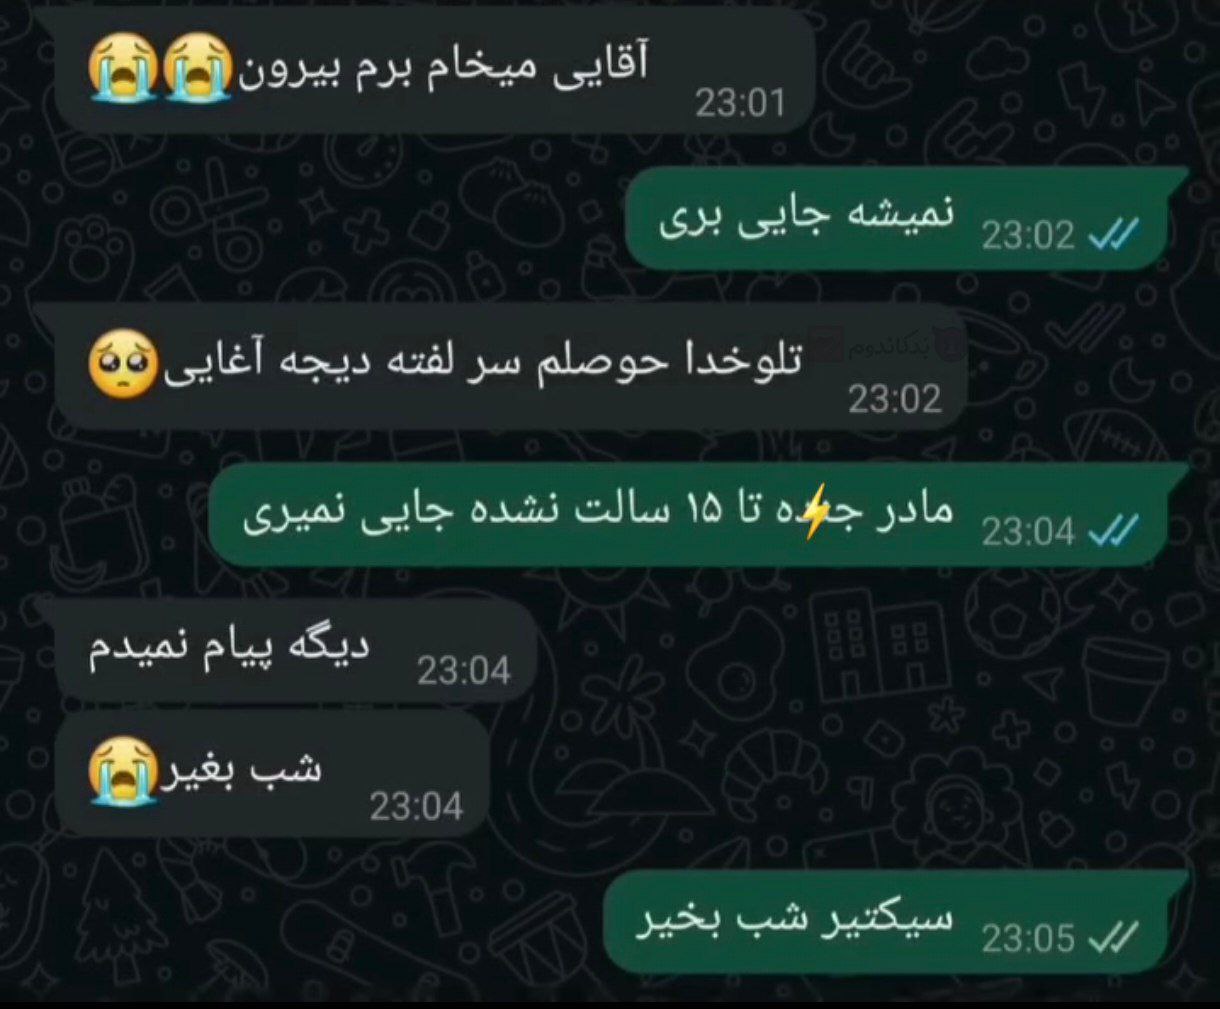 آقایی میخام برم بیرون😭😭
23:01
نمیشه جایی بری
23:02
تلوخدا حوصلم سر لفته دیجه آغایی🥺
23:02
بَدکاندوم
مادر ج⚡ده تا ۱۵ سالت نشده جایی نمیری
23:04
دیگه پیام نمیدم
23:04
شب بغیر😭
23:04
سیکتیر شب بخیر
23:05